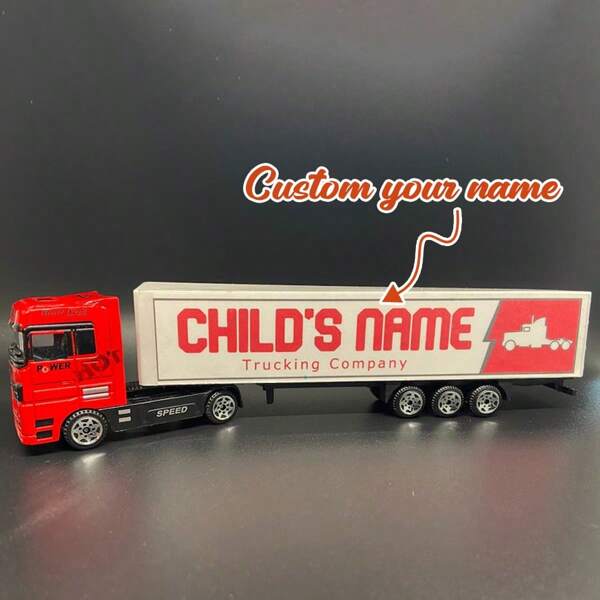 Custom your name
CHILD'S NAME
Trucking Company
POWER
SPEED